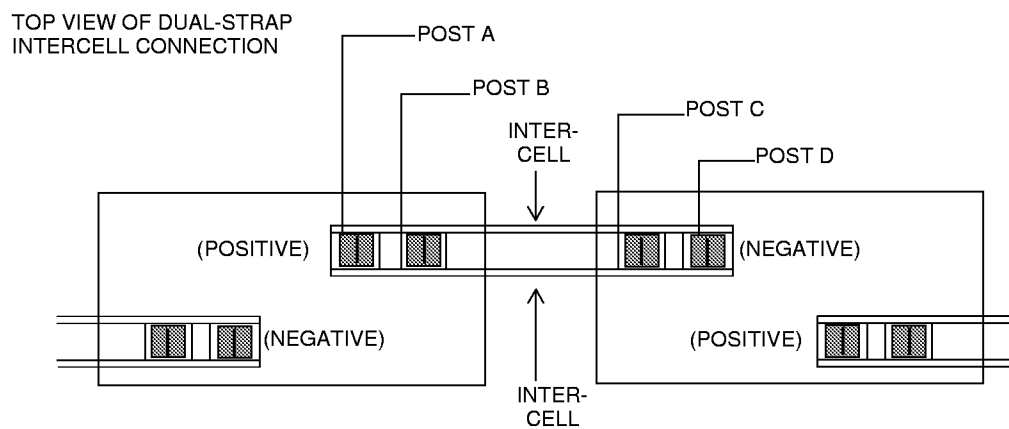 TOP VIEW OF DUAL-STRAP
INTERCELL CONNECTION
POST A
POST B
POST C
INTER-
CELL
POST D
(POSITIVE)
(NEGATIVE)
(NEGATIVE)
(POSITIVE)
INTER-
CELL